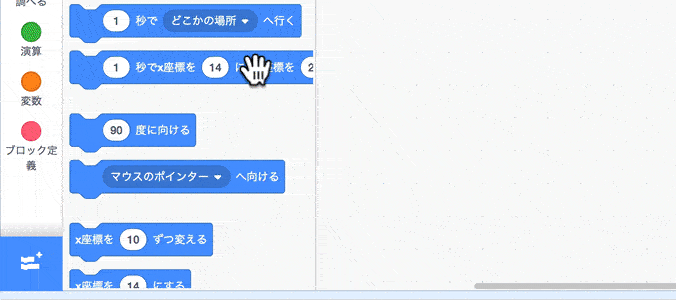 調べる
演算
変数
ブロック定
義
1 秒で どこかの場所 へ行く
1 秒でx座標を 14 に 座標を 2
90 度に向ける
マウスのポインター へ向ける
x座標を 10 ずつ変える
x座標を 14 にする